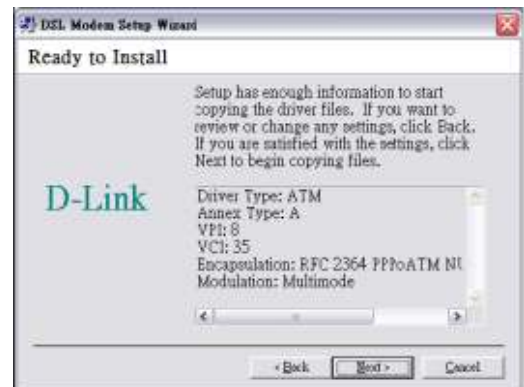 DSL Modem Setup Wizard
Ready to Install
Setup has enough information to start
copying the driver files. If you want to
review or change any settings, click Back.
If you are satisfied with the settings, click
Next to begin copying files.
D-Link
Driver Type: ATM
Annex Type: A
VPI: 8
VCI: 35
Encapsulation: RFC 2364 PPPoATM NU
Modulation: Multimode
< Back
Next >
Cancel